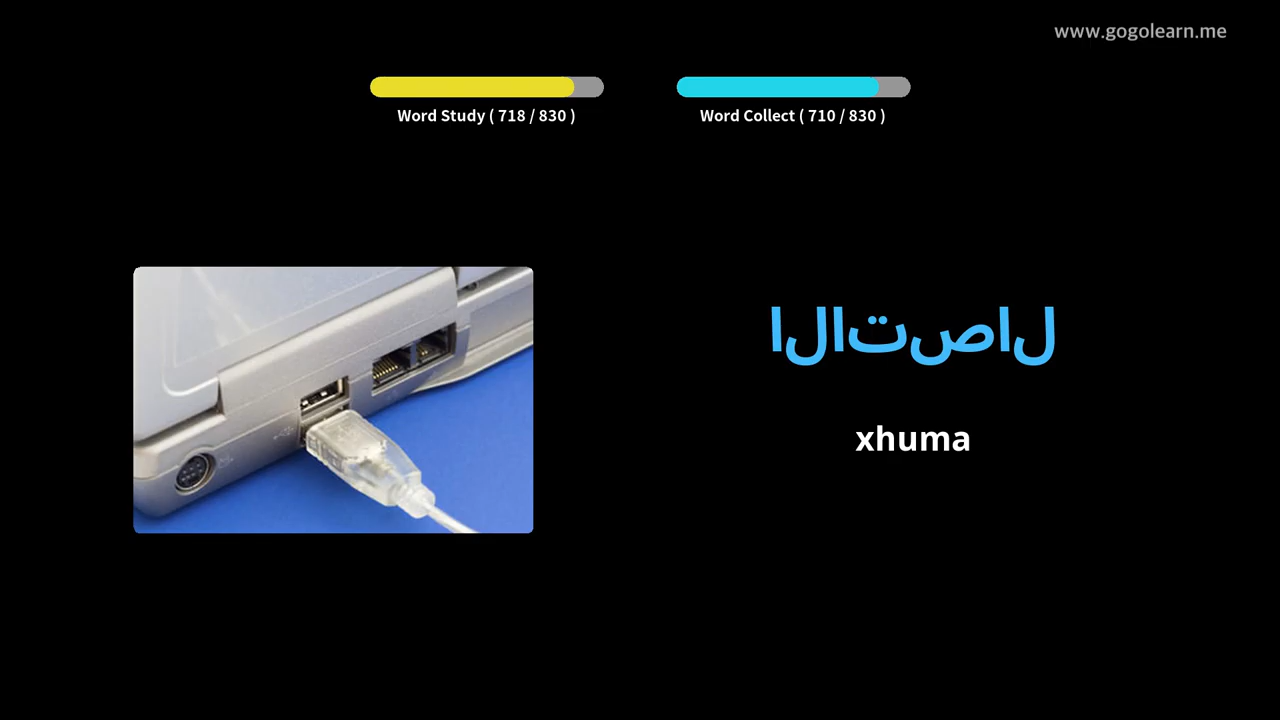 www.gogolearn.me
Word Study ( 718 / 830 )
Word Collect ( 710 / 830 )
الاتصال
xhuma